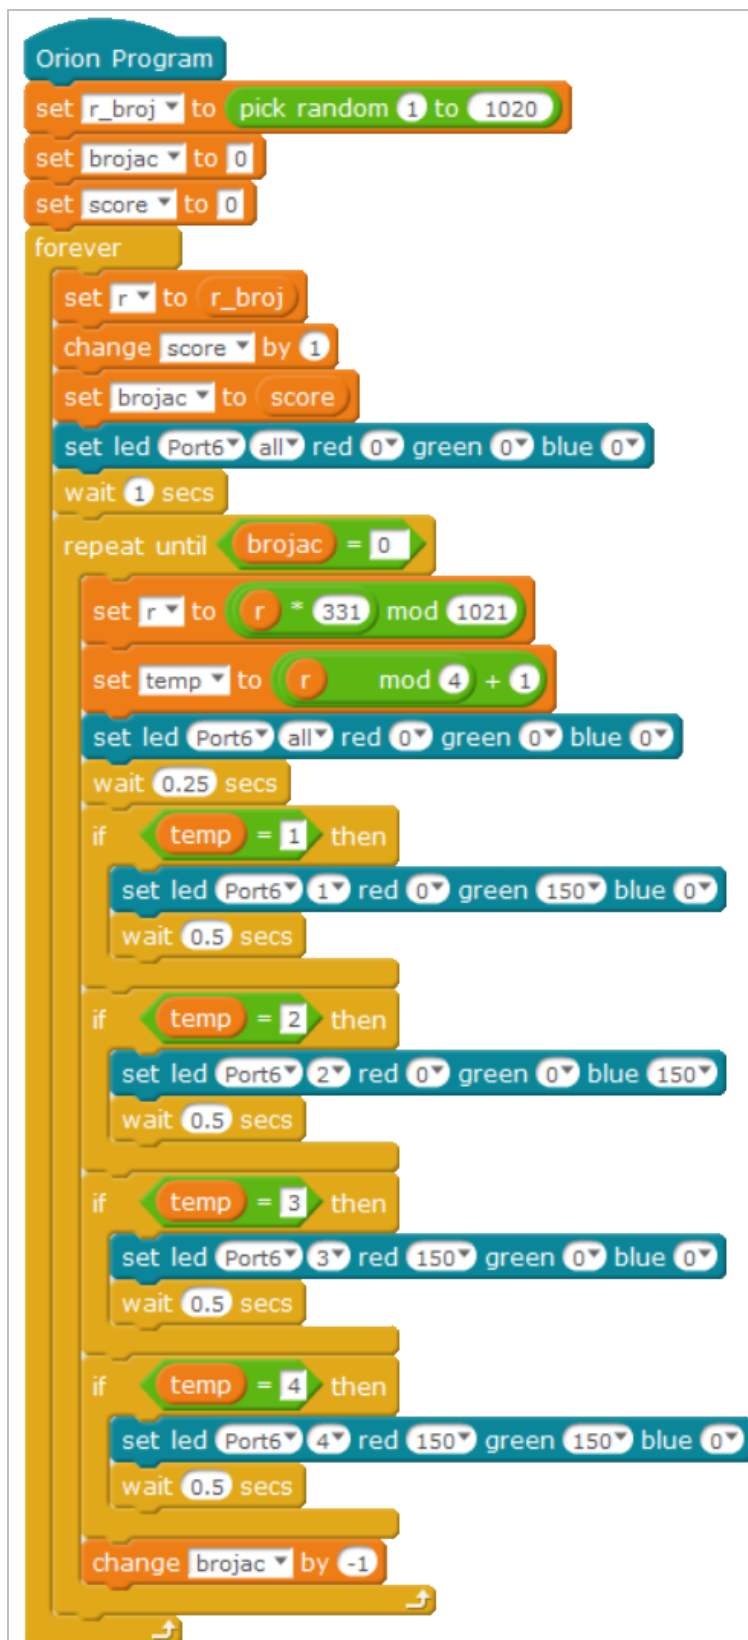 Orion Program
set r_broj to pick random 1 to 1020
set brojac to 0
set score to 0
forever
set r to r_broj
change score by 1
set brojac to score
set led Port6 all red 0 green 0 blue 0
wait 1 secs
repeat until brojac = 0
set r to r * 331 mod 1021
set temp to r mod 4 + 1
set led Port6 all red 0 green 0 blue 0
wait 0.25 secs
if temp = 1 then
set led Port6 1 red 0 green 150 blue 0
wait 0.5 secs
if temp = 2 then
set led Port6 2 red 0 green 0 blue 150
wait 0.5 secs
if temp = 3 then
set led Port6 3 red 150 green 0 blue 0
wait 0.5 secs
if temp = 4 then
set led Port6 4 red 150 green 150 blue 0
wait 0.5 secs
change brojac by -1